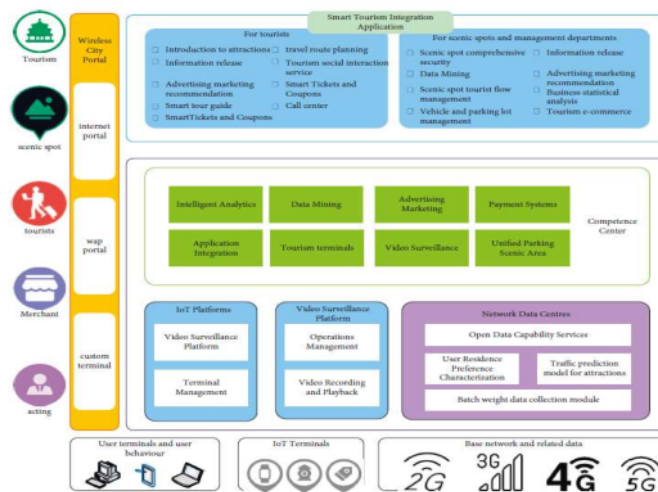 Smart Tourism Integration
Application
Tourism
scenic spot
tourists
Merchant
acting
Wireless
City
Portal
internet
portal
wap
portal
custom
terminal
For tourists
Introduction to attractions
Information release
Advertising marketing
recommendation
Smart tour guide
SmartTickets and Coupons
travel route planning
Tourism social interaction
service
Smart Tickets and
Coupons
Call center
For scenic spots and management departments
Scenic spot comprehensive
security
Data Mining
Scenic spot tourist flow
management
Vehicle and parking lot
management
Information release
Advertising marketing
recommendation
Business statistical
analysis
Tourism e-commerce
Intelligent Analytics
Data Mining
Advertising
Marketing
Payment Systems
Application
Integration
Tourism terminals
Video Surveillance
Unified Parking
Scenic Area
Competence
Center
IoT Platforms
Video Surveillance
Platform
Terminal
Management
Video Surveillance
Platform
Operations
Management
Video Recording
and Playback
Network Data Centres
Open Data Capability Services
User Residence
Preference
Characterization
Traffic prediction
model for attractions
Batch weight data collection module
User terminals and user
behaviour
IoT Terminals
Base network and related data
2G
3G
4G
5G